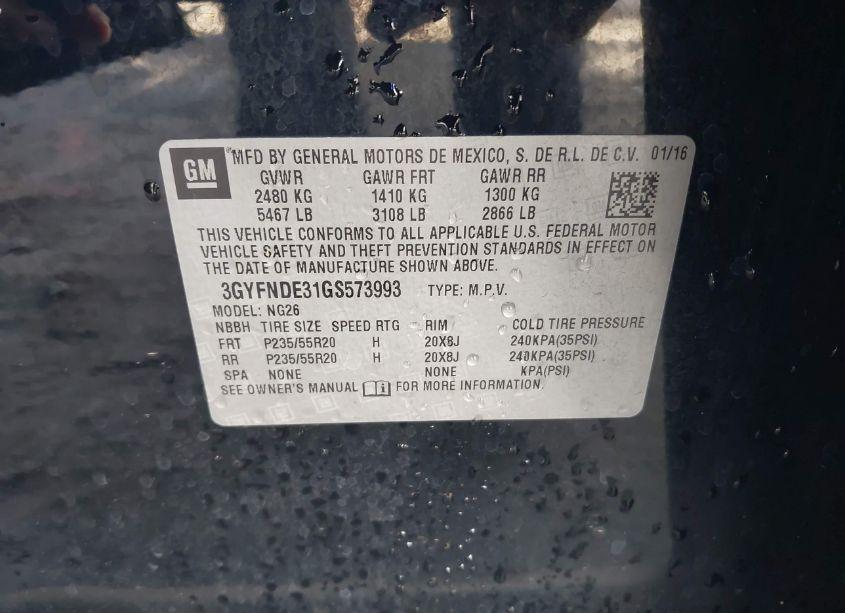 GM MFD BY GENERAL MOTORS DE MEXICO, S. DE R.L. DE C.V. 01/16
GVWR GAWR FRT GAWR RR
2480 KG 1410 KG 1300 KG
5467 LB 3108 LB 2866 LB
THIS VEHICLE CONFORMS TO ALL APPLICABLE U.S. FEDERAL MOTOR
VEHICLE SAFETY AND THEFT PREVENTION STANDARDS IN EFFECT ON
THE DATE OF MANUFACTURE SHOWN ABOVE.
3GYFNDE31GS573993 TYPE: M.P.V.
MODEL: NG26
NBBH TIRE SIZE SPEED RTG RIM COLD TIRE PRESSURE
FRT P235/55R20 H 20X8J 240KPA(35PSI)
RR P235/55R20 H 20X8J 240KPA(35PSI)
SPA NONE NONE KPA(PSI)
SEE OWNER'S MANUAL FOR MORE INFORMATION.